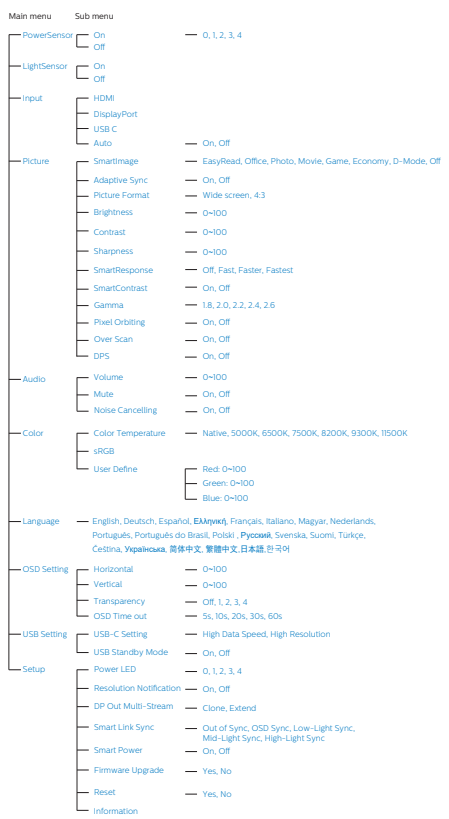 Main menu Sub menu
PowerSensor On 0, 1, 2, 3, 4
Off
LightSensor On
Off
Input HDMI
DisplayPort
USB C
Auto On, Off
Picture SmartImage EasyRead, Office, Photo, Movie, Game, Economy, D-Mode, Off
Adaptive Sync On, Off
Picture Format Wide screen, 4:3
Brightness 0~100
Contrast 0~100
Sharpness 0~100
SmartResponse Off, Fast, Faster, Fastest
SmartContrast On, Off
Gamma 1.8, 2.0, 2.2, 2.4, 2.6
Pixel Orbiting On, Off
Over Scan On, Off
DPS On, Off
Audio Volume 0~100
Mute On, Off
Noise Cancelling On, Off
Color Color Temperature Native, 5000K, 6500K, 7500K, 8200K, 9300K, 11500K
sRGB
User Define Red: 0~100
Green: 0~100
Blue: 0~100
Language English, Deutsch, Español, Ελληνική, Français, Italiano, Magyar, Nederlands,
Português, Português do Brasil, Polski , Русский, Svenska, Suomi, Türkçe,
Čeština, Українська, 简体中文, 繁體中文,日本語,한국어
OSD Setting Horizontal 0~100
Vertical 0~100
Transparency Off, 1, 2, 3, 4
OSD Time out 5s, 10s, 20s, 30s, 60s
USB Setting USB-C Setting High Data Speed, High Resolution
USB Standby Mode On, Off
Setup Power LED 0, 1, 2, 3, 4
Resolution Notification On, Off
DP Out Multi-Stream Clone, Extend
Smart Link Sync Out of Sync, OSD Sync, Low-Light Sync,
Mid-Light Sync, High-Light Sync
Smart Power On, Off
Firmware Upgrade Yes, No
Reset Yes, No
Information